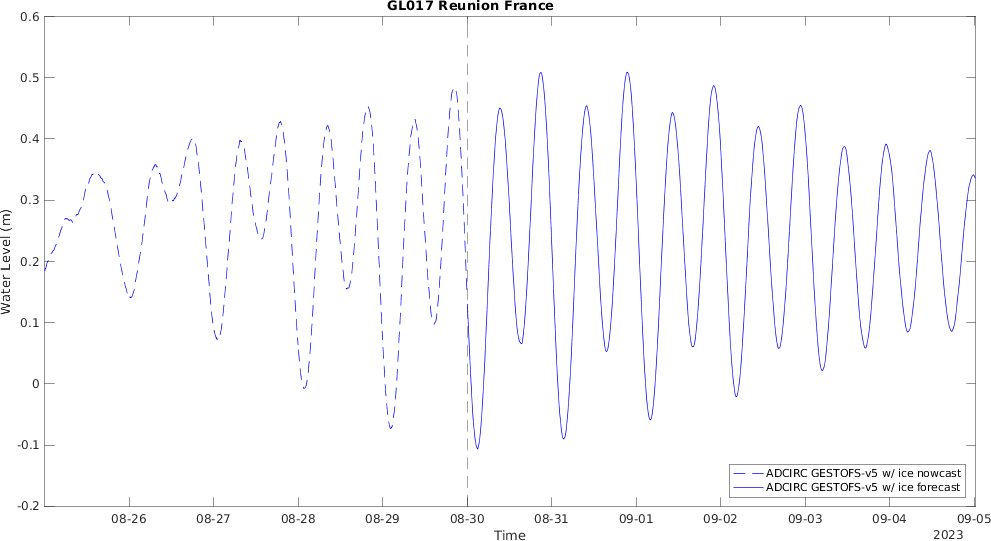 GL017 Reunion France
0.6
0.5
0.4
0.3
0.2
0.1
0
-0.1
-0.2
Water Level (m)
ADCIRC GESTOFS-v5 w/ ice nowcast
ADCIRC GESTOFS-v5 w/ ice forecast
08-26 08-27 08-28 08-29 08-30 08-31 09-01 09-02 09-03 09-04 09-05
Time
2023